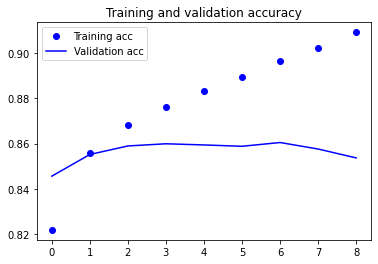 Training and validation accuracy
Training acc
Validation acc
0.90
0.88
0.86
0.84
0.82
0 1 2 3 4 5 6 7 8